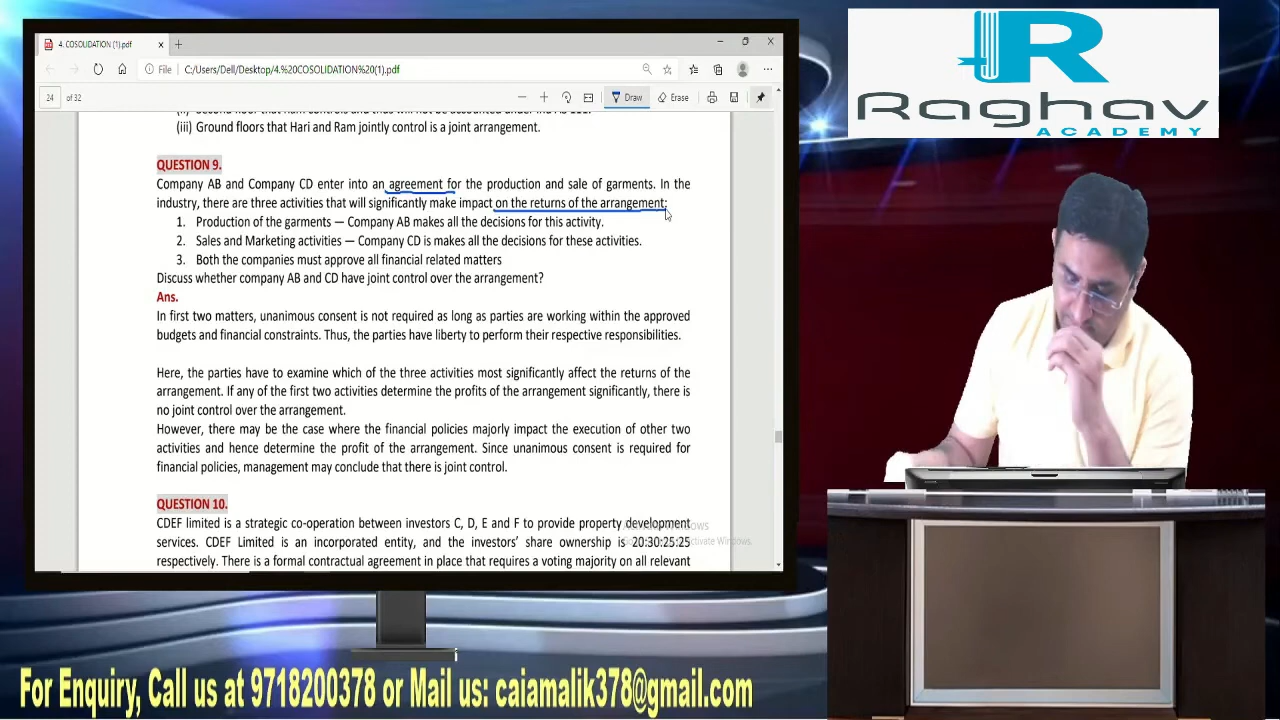 4. COSOLIDATION (1).pdf
File
C:/Users/Dell/Desktop/4.%20COSOLIDATION%20(1).pdf
24 of 32
Draw
Erase
(iii) Ground floors that Hari and Ram jointly control is a joint arrangement.
QUESTION 9.
Company AB and Company CD enter into an agreement for the production and sale of garments. In the
industry, there are three activities that will significantly make impact on the returns of the arrangement:
1. Production of the garments — Company AB makes all the decisions for this activity.
2. Sales and Marketing activities — Company CD is makes all the decisions for these activities.
3. Both the companies must approve all financial related matters
Discuss whether company AB and CD have joint control over the arrangement?
Ans.
In first two matters, unanimous consent is not required as long as parties are working within the approved
budgets and financial constraints. Thus, the parties have liberty to perform their respective responsibilities.
Here, the parties have to examine which of the three activities most significantly affect the returns of the
arrangement. If any of the first two activities determine the profits of the arrangement significantly, there is
no joint control over the arrangement.
However, there may be the case where the financial policies majorly impact the execution of other two
activities and hence determine the profit of the arrangement. Since unanimous consent is required for
financial policies, management may conclude that there is joint control.
QUESTION 10.
CDEF limited is a strategic co-operation between investors C, D, E and F to provide property development
services. CDEF Limited is an incorporated entity, and the investors' share ownership is 20:30:25:25
respectively. There is a formal contractual agreement in place that requires a voting majority on all relevant
R
Raghav
ACADEMY
For Enquiry, Call us at 9718200378 or Mail us: caiamalik378@gmail.com